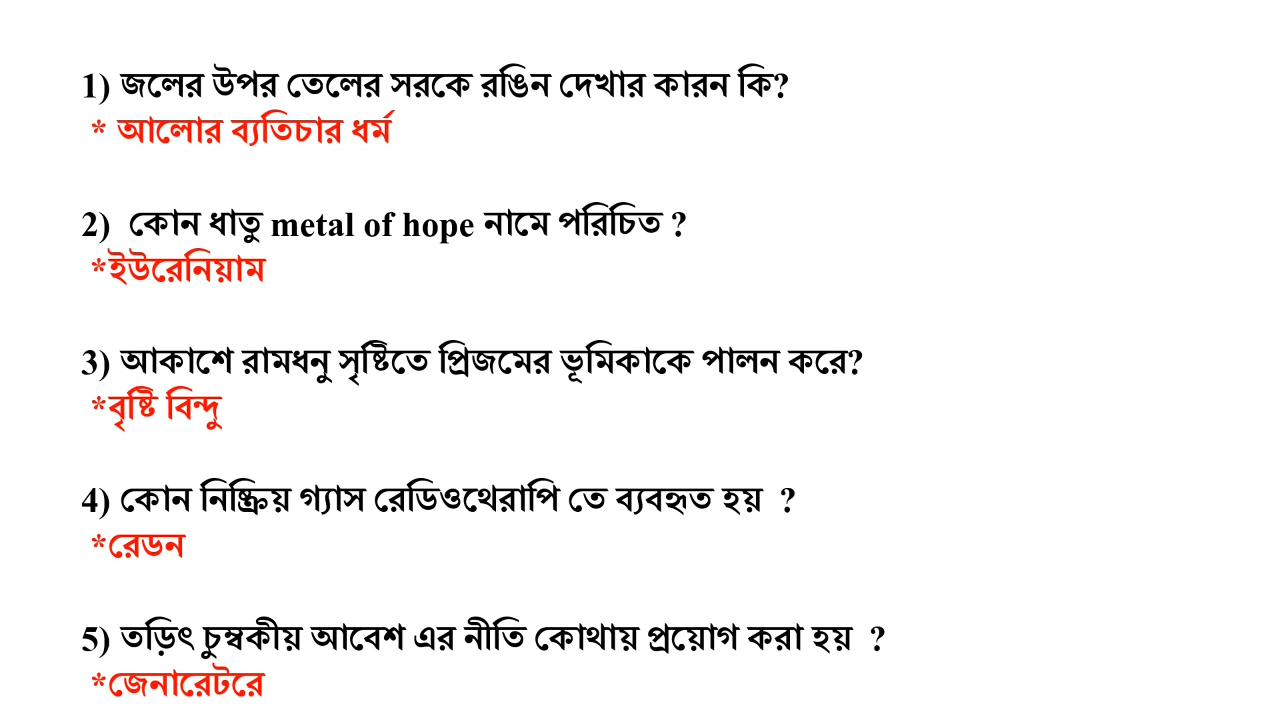 1) জলের উপর তেলের সরকে রঙিন দেখার কারন কি?
* আলোর ব্যতিচার ধর্ম
2) কোন ধাতু metal of hope নামে পরিচিত ?
*ইউরেনিয়াম
3) আকাশে রামধনু সৃষ্টিতে প্রিজমের ভূমিকাকে পালন করে?
*বৃষ্টি বিন্দু
4) কোন নিষ্ক্রিয় গ্যাস রেডিওথেরাপি তে ব্যবহৃত হয় ?
*রেডন
5) তড়িৎ চুম্বকীয় আবেশ এর নীতি কোথায় প্রয়োগ করা হয় ?
*জেনারেটরে